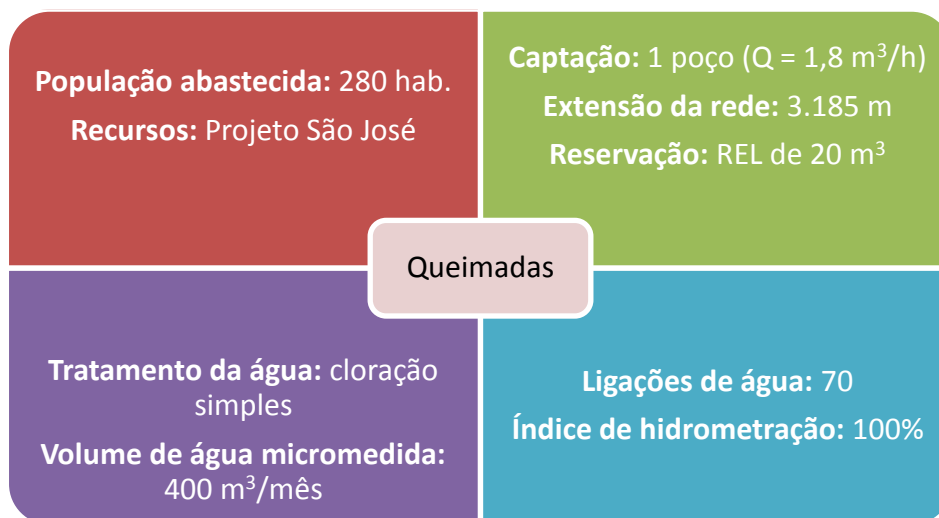 População abastecida: 280 hab.
Recursos: Projeto São José
Captação: 1 poço (Q = 1,8 m³/h)
Extensão da rede: 3.185 m
Reservação: REL de 20 m³
Queimadas
Tratamento da água: cloração
simples
Volume de água micromedida:
400 m³/mês
Ligações de água: 70
Índice de hidrometração: 100%